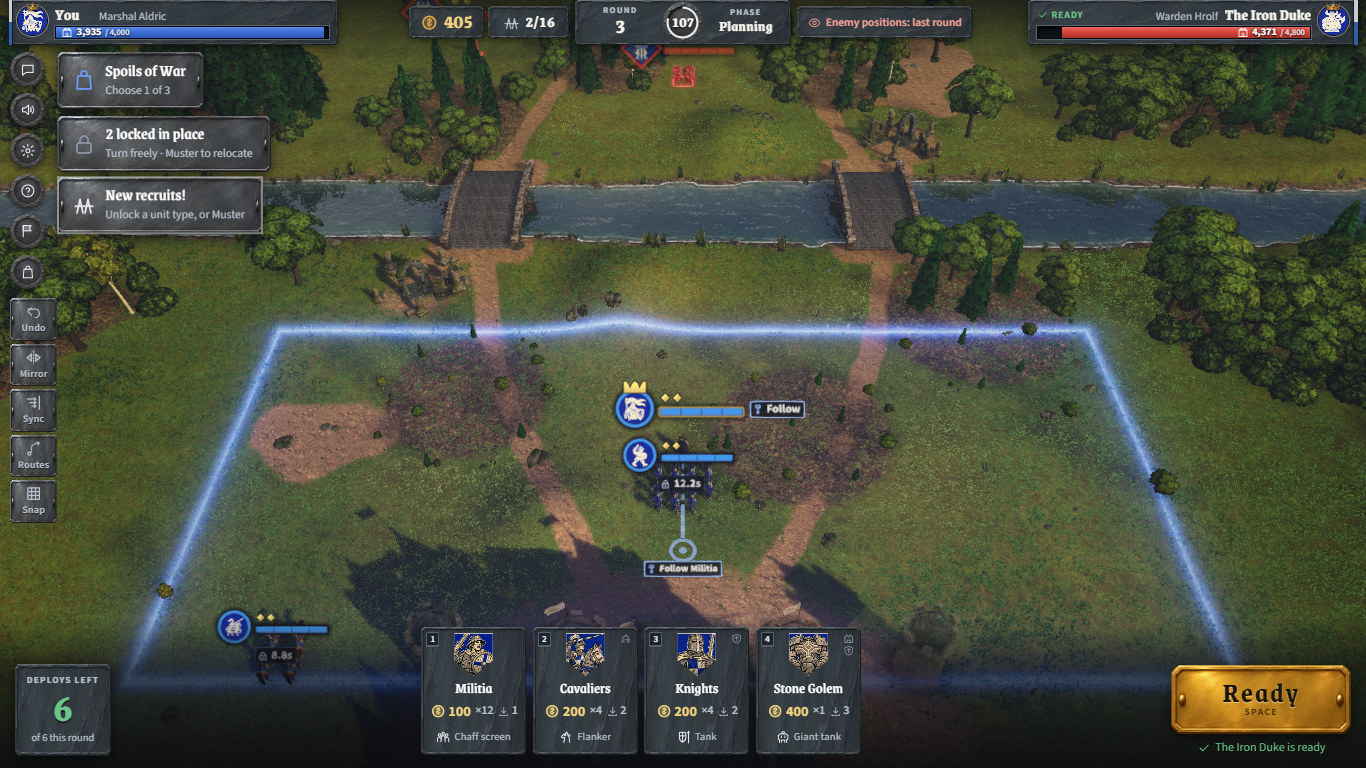 You Marshal Aldric
3,935 / 4,000
405
2/16
ROUND
3
107
PHASE
Planning
Enemy positions: last round
READY
Warden Hrolf The Iron Duke
4,371 / 4,800
Spoils of War
Choose 1 of 3
2 locked in place
Turn freely · Muster to relocate
New recruits!
Unlock a unit type, or Muster
Undo
Mirror
Sync
Routes
Snap
Follow
12.2s
Follow Militia
8.8s
DEPLOYS LEFT
6
of 6 this round
1
Militia
100 ×12 1
Chaff screen
2
Cavaliers
200 ×4 2
Flanker
3
Knights
200 ×4 2
Tank
4
Stone Golem
400 ×1 3
Giant tank
Ready
SPACE
The Iron Duke is ready